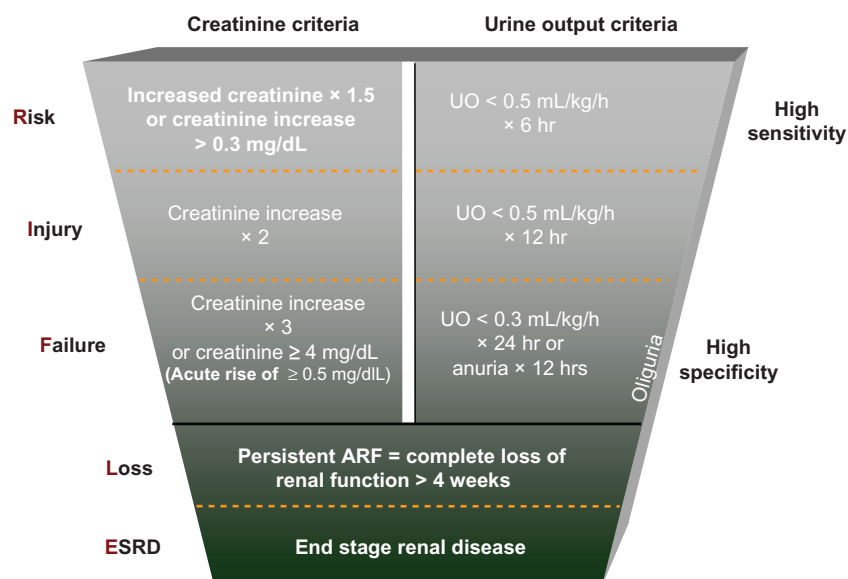 Creatinine criteria
Urine output criteria
Risk
Increased creatinine × 1.5
or creatinine increase
> 0.3 mg/dL
UO < 0.5 mL/kg/h
× 6 hr
High
sensitivity
Injury
Creatinine increase
× 2
UO < 0.5 mL/kg/h
× 12 hr
Failure
Creatinine increase
× 3
or creatinine ≥ 4 mg/dL
(Acute rise of ≥ 0.5 mg/dlL)
UO < 0.3 mL/kg/h
× 24 hr or
anuria × 12 hrs
Oliguria
High
specificity
Loss
Persistent ARF = complete loss of
renal function > 4 weeks
ESRD
End stage renal disease